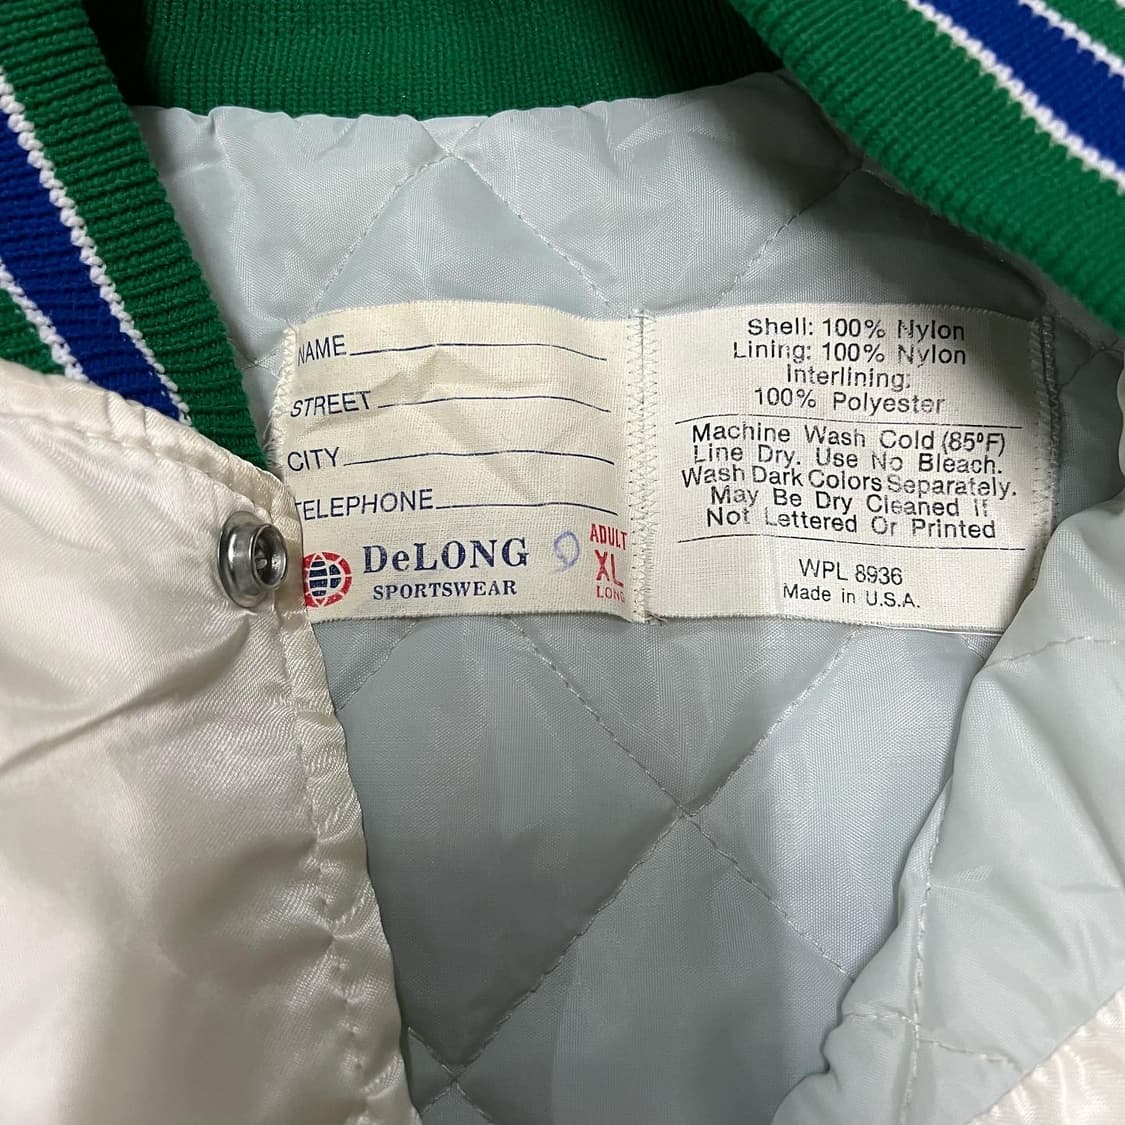 NAME
STREET
CITY
TELEPHONE
DeLONG
SPORTSWEAR
ADULT
XL
LONG
Shell: 100% Nylon
Lining: 100% Nylon
Interlining:
100% Polyester
Machine Wash Cold (85ºF)
Line Dry. Use No Bleach.
Wash Dark Colors Separately.
May Be Dry Cleaned If
Not Lettered Or Printed
WPL 8936
Made in U.S.A.